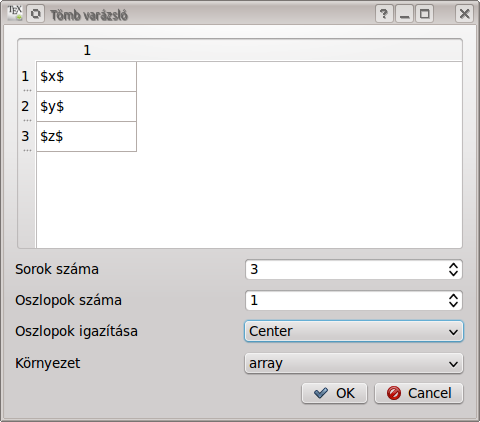 TEX Tömb varázsló ?
1
1 $x$
2 $y$
3 $z$
Sorok száma 3
Oszlopok száma 1
Oszlopok igazítása Center
Környezet array
OK Cancel